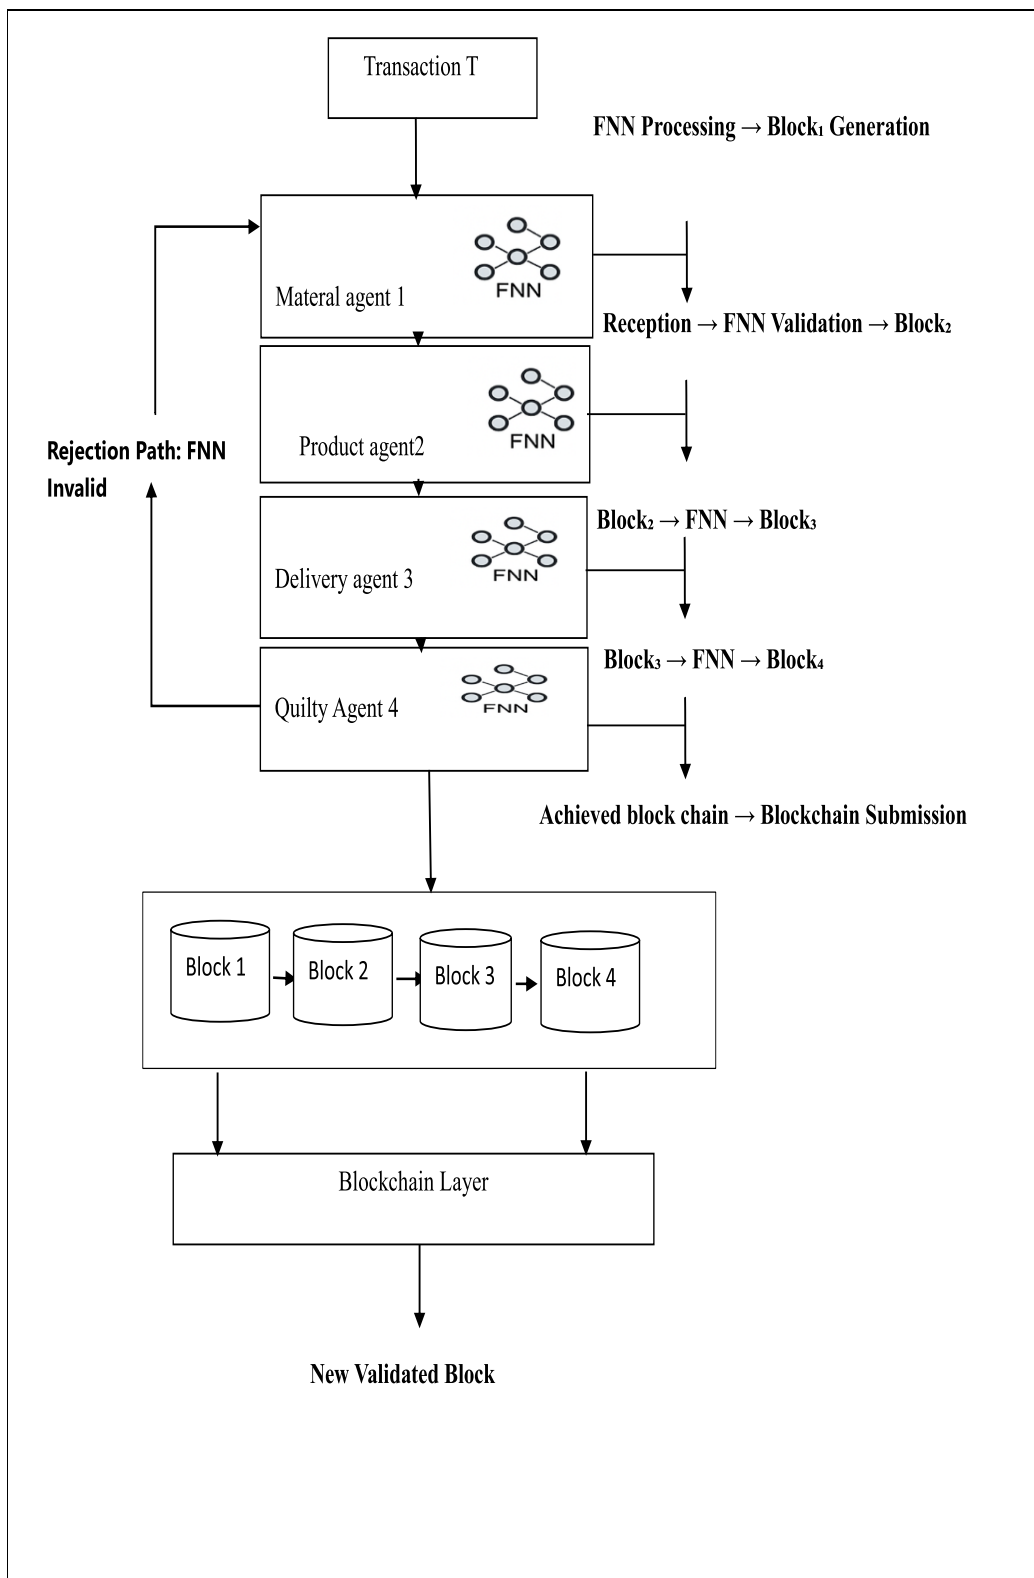 Transaction T
FNN Processing → Block₁ Generation
FNN
Materal agent 1
Reception → FNN Validation → Block₂
FNN
Product agent2
Rejection Path: FNN
Invalid
Block₂ → FNN → Block₃
FNN
Delivery agent 3
Block₃ → FNN → Block₄
FNN
Quilty Agent 4
Achieved block chain → Blockchain Submission
Block 1
Block 2
Block 3
Block 4
Blockchain Layer
New Validated Block